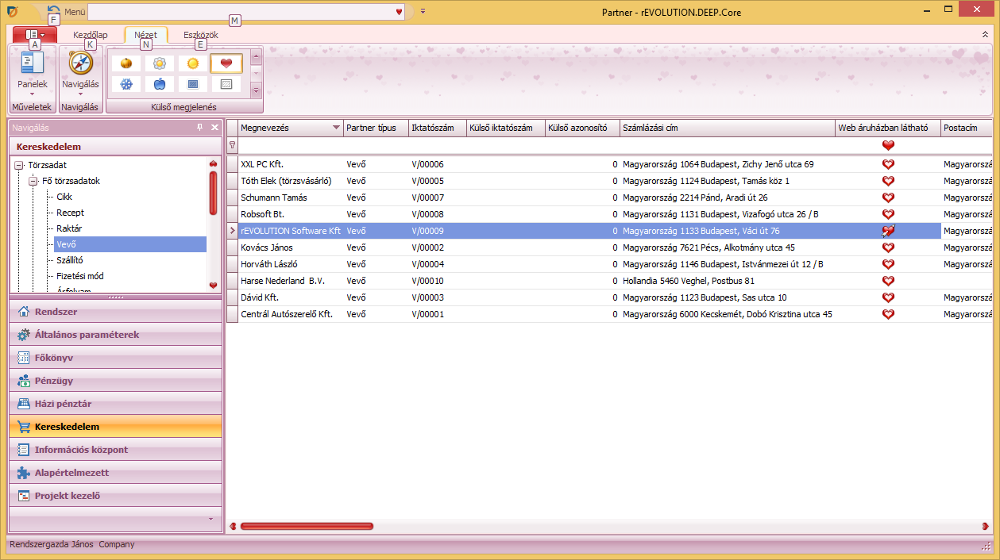 Menü
Partner - rEVOLUTION.DEEP.Core
F
M
Kezdőlap
Nézet
Eszközök
A
K
N
E
Panelek
Navigálás
Műveletek
Navigálás
Külső megjelenés
Navigálás
Kereskedelem
Törzsadat
Fő törzsadatok
Cikk
Recept
Raktár
Vevő
Szállító
Fizetési mód
Árfolyam
Rendszer
Általános paraméterek
Főkönyv
Pénzügy
Házi pénztár
Kereskedelem
Információs központ
Alapértelmezett
Projekt kezelő
Megnevezés Partner típus Iktatószám Külső iktatószám Külső azonosító Számlázási cím Web áruházban látható Postacím
XXL PC Kft. Vevő V/00006 0 Magyarország 1064 Budapest, Zichy Jenő utca 69 Magyarorszá
Tóth Elek (törzsvásárló) Vevő V/00005 0 Magyarország 1124 Budapest, Tamás köz 1 Magyarorszá
Schumann Tamás Vevő V/00007 0 Magyarország 2214 Pánd, Aradi út 26 Magyarorszá
Robsoft Bt. Vevő V/00008 0 Magyarország 1131 Budapest, Vizafogó utca 26 / B Magyarorszá
rEVOLUTION Software Kft Vevő V/00009 0 Magyarország 1133 Budapest, Váci út 76 Magyarorszá
Kovács János Vevő V/00002 0 Magyarország 7621 Pécs, Alkotmány utca 45 Magyarorszá
Horváth László Vevő V/00004 0 Magyarország 1146 Budapest, Istvánmezei út 12 / B Magyarorszá
Harse Nederland B.V. Vevő V/00010 0 Hollandia 5460 Veghel, Postbus 81
Dávid Kft. Vevő V/00003 0 Magyarország 1123 Budapest, Sas utca 10 Magyarorszá
Centrál Autószerelő Kft. Vevő V/00001 0 Magyarország 6000 Kecskemét, Dobó Krisztina utca 45 Magyarorszá
Rendszergazda János Company